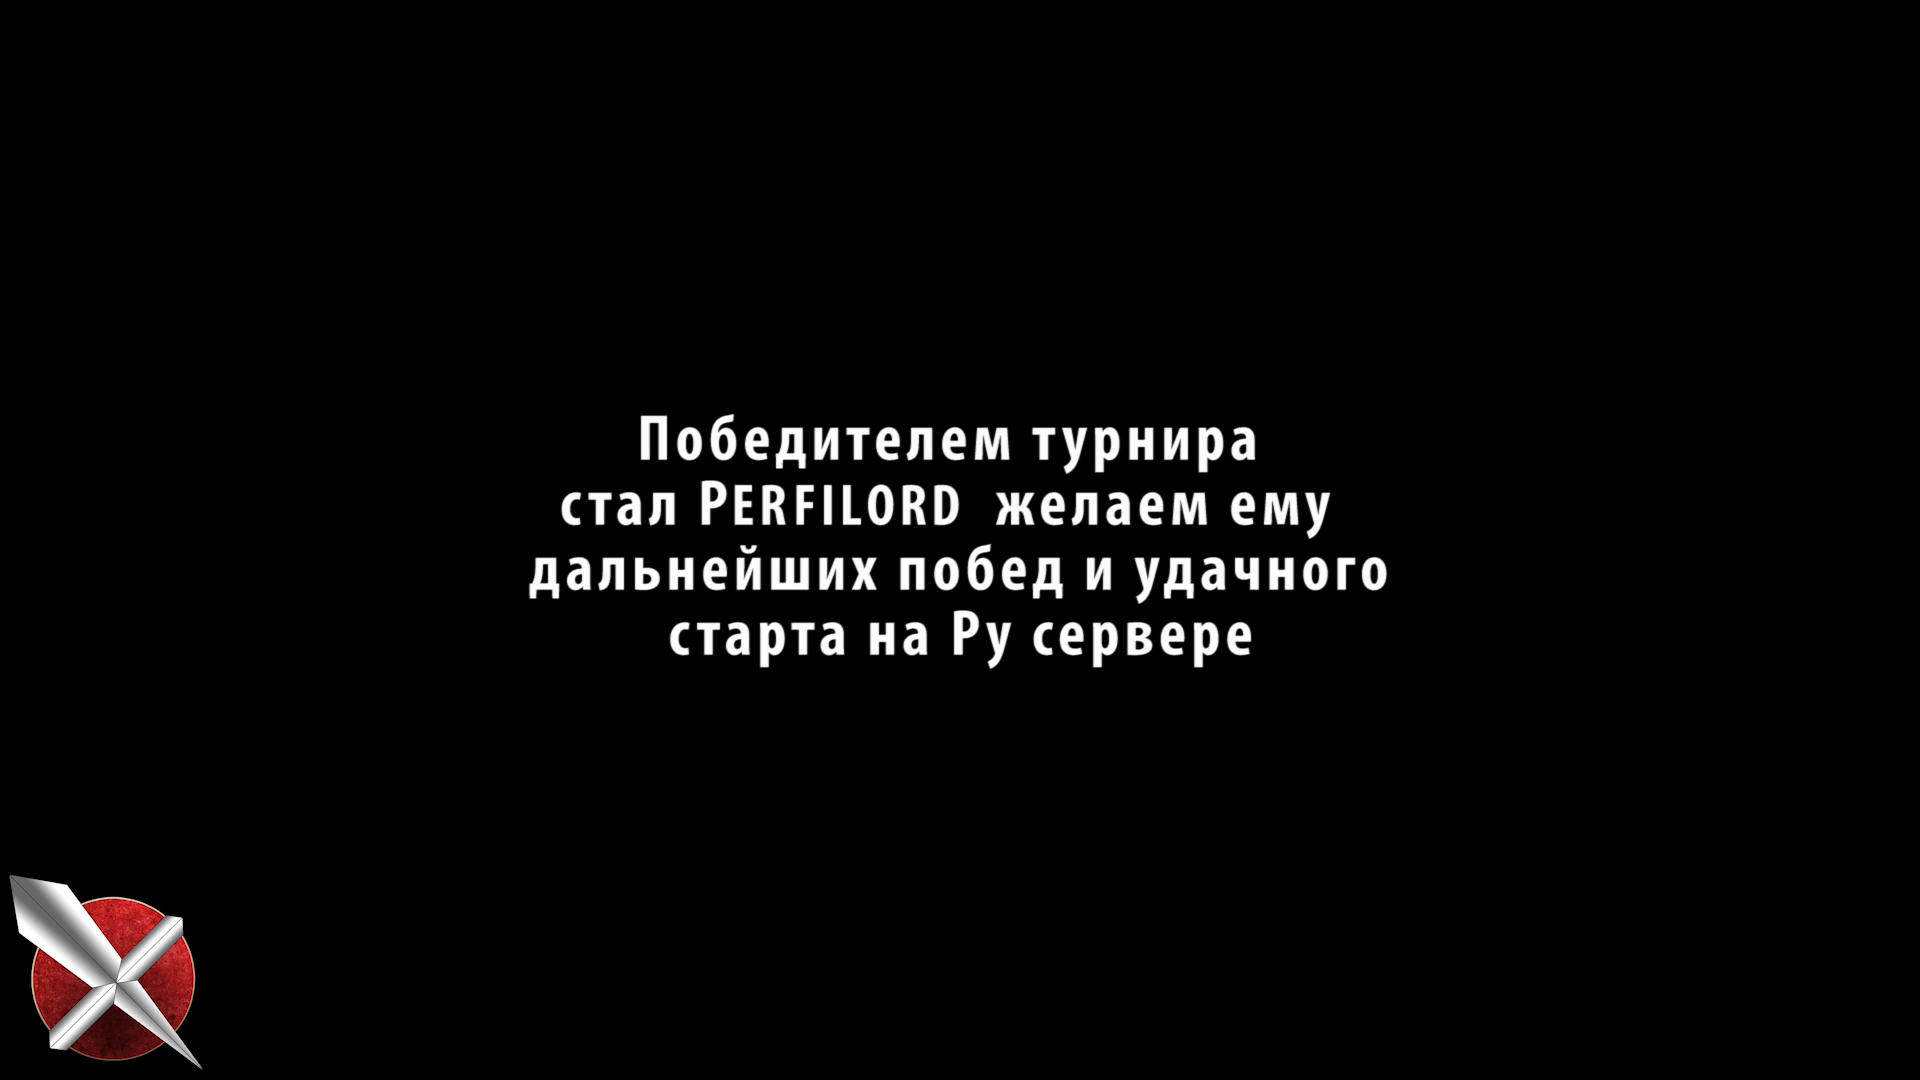 Победителем турнира
стал PERFILORD желаем ему
дальнейших побед и удачного
старта на Ру сервере